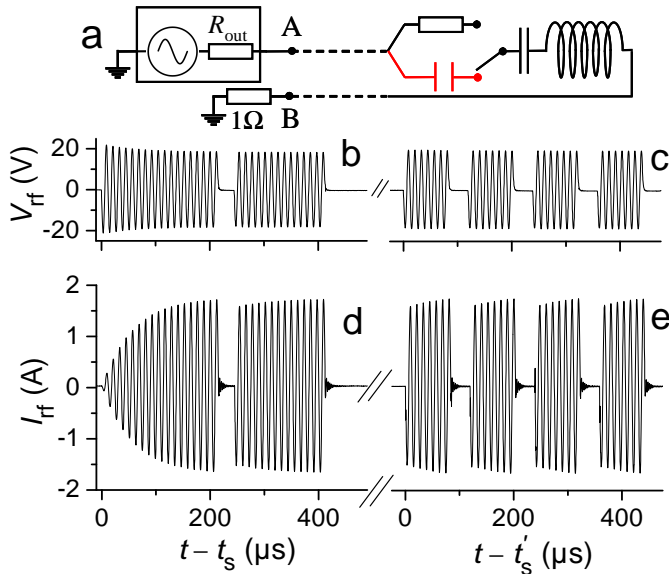 a
R_out
A
1Ω
B
V_rf (V)
20
0
-20
b
c
I_rf (A)
2
1
0
-1
-2
d
e
0 200 400
0 200 400
t – t_s (μs)
t – t'_s (μs)